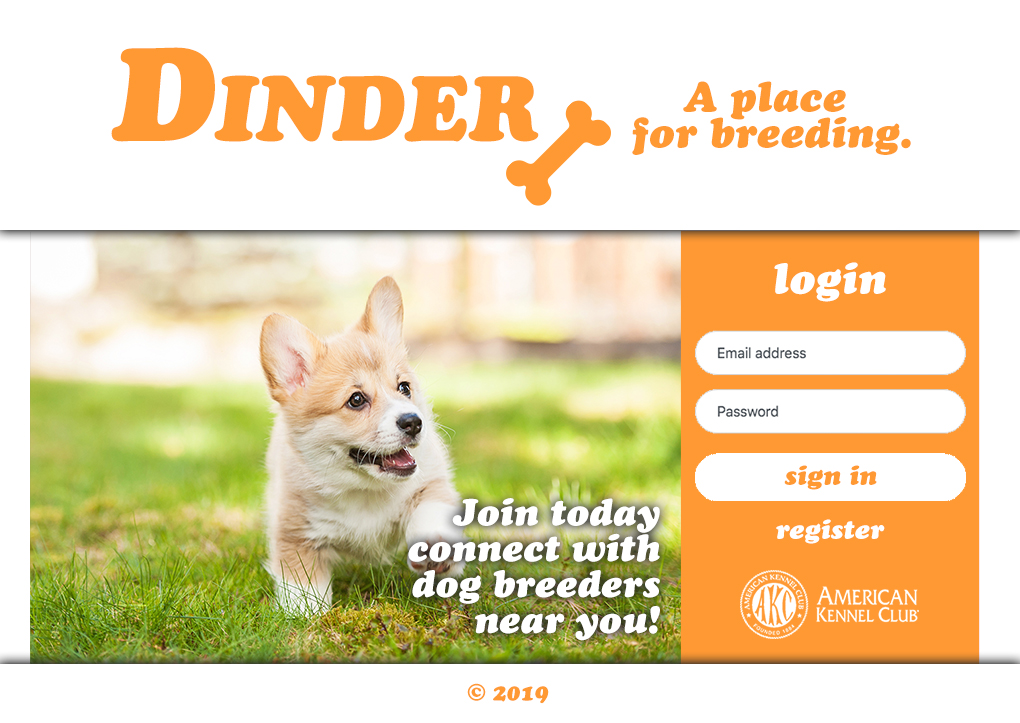 DINDER
A place
for breeding.
login
Email address
Password
sign in
register
Join today
connect with
dog breeders
near you!
AMERICAN KENNEL CLUB
AKC
FOUNDED 1884
AMERICAN
KENNEL CLUB
© 2019